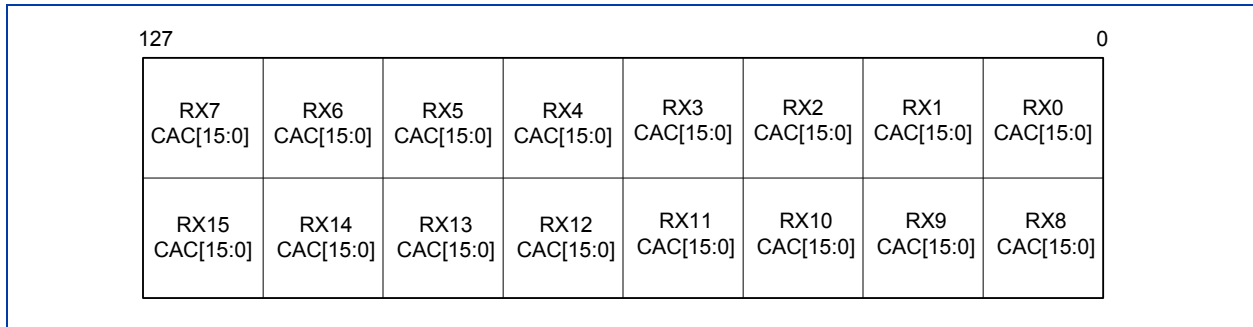 127 0
RX7 RX6 RX5 RX4 RX3 RX2 RX1 RX0
CAC[15:0] CAC[15:0] CAC[15:0] CAC[15:0] CAC[15:0] CAC[15:0] CAC[15:0] CAC[15:0]
RX15 RX14 RX13 RX12 RX11 RX10 RX9 RX8
CAC[15:0] CAC[15:0] CAC[15:0] CAC[15:0] CAC[15:0] CAC[15:0] CAC[15:0] CAC[15:0]